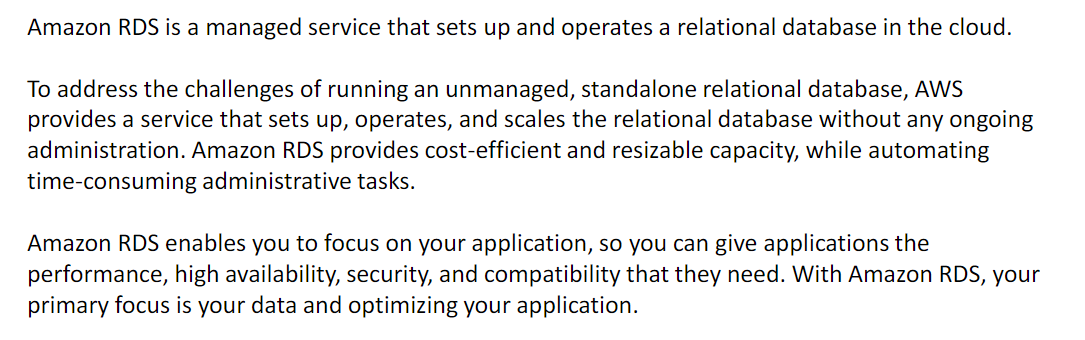 Amazon RDS is a managed service that sets up and operates a relational database in the cloud.
To address the challenges of running an unmanaged, standalone relational database, AWS
provides a service that sets up, operates, and scales the relational database without any ongoing
administration. Amazon RDS provides cost-efficient and resizable capacity, while automating
time-consuming administrative tasks.
Amazon RDS enables you to focus on your application, so you can give applications the
performance, high availability, security, and compatibility that they need. With Amazon RDS, your
primary focus is your data and optimizing your application.